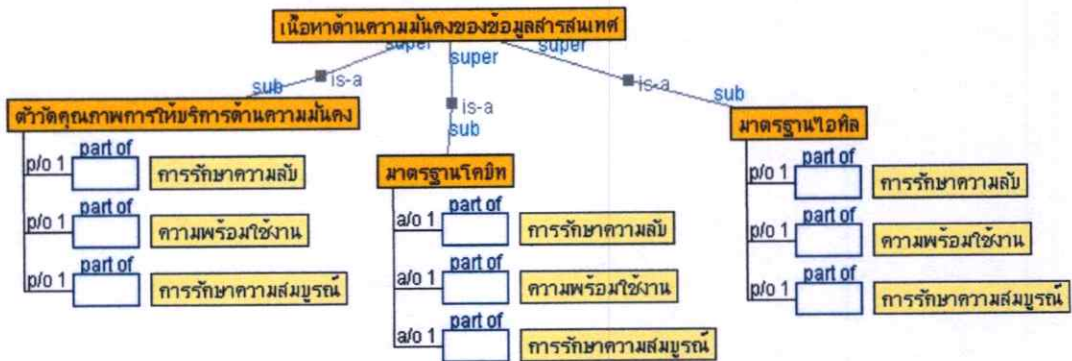 เนื้อหาด้านความมั่นคงของข้อมูลสารสนเทศ
super
super
super
is-a
is-a
is-a
sub
sub
sub
ตัววัดคุณภาพการให้บริการด้านความมั่นคง
p/o 1 part of การรักษาความลับ
p/o 1 part of ความพร้อมใช้งาน
p/o 1 part of การรักษาความสมบูรณ์
มาตรฐานโคบิท
a/o 1 part of การรักษาความลับ
a/o 1 part of ความพร้อมใช้งาน
a/o 1 part of การรักษาความสมบูรณ์
มาตรฐานไอทิล
p/o 1 part of การรักษาความลับ
p/o 1 part of ความพร้อมใช้งาน
p/o 1 part of การรักษาความสมบูรณ์